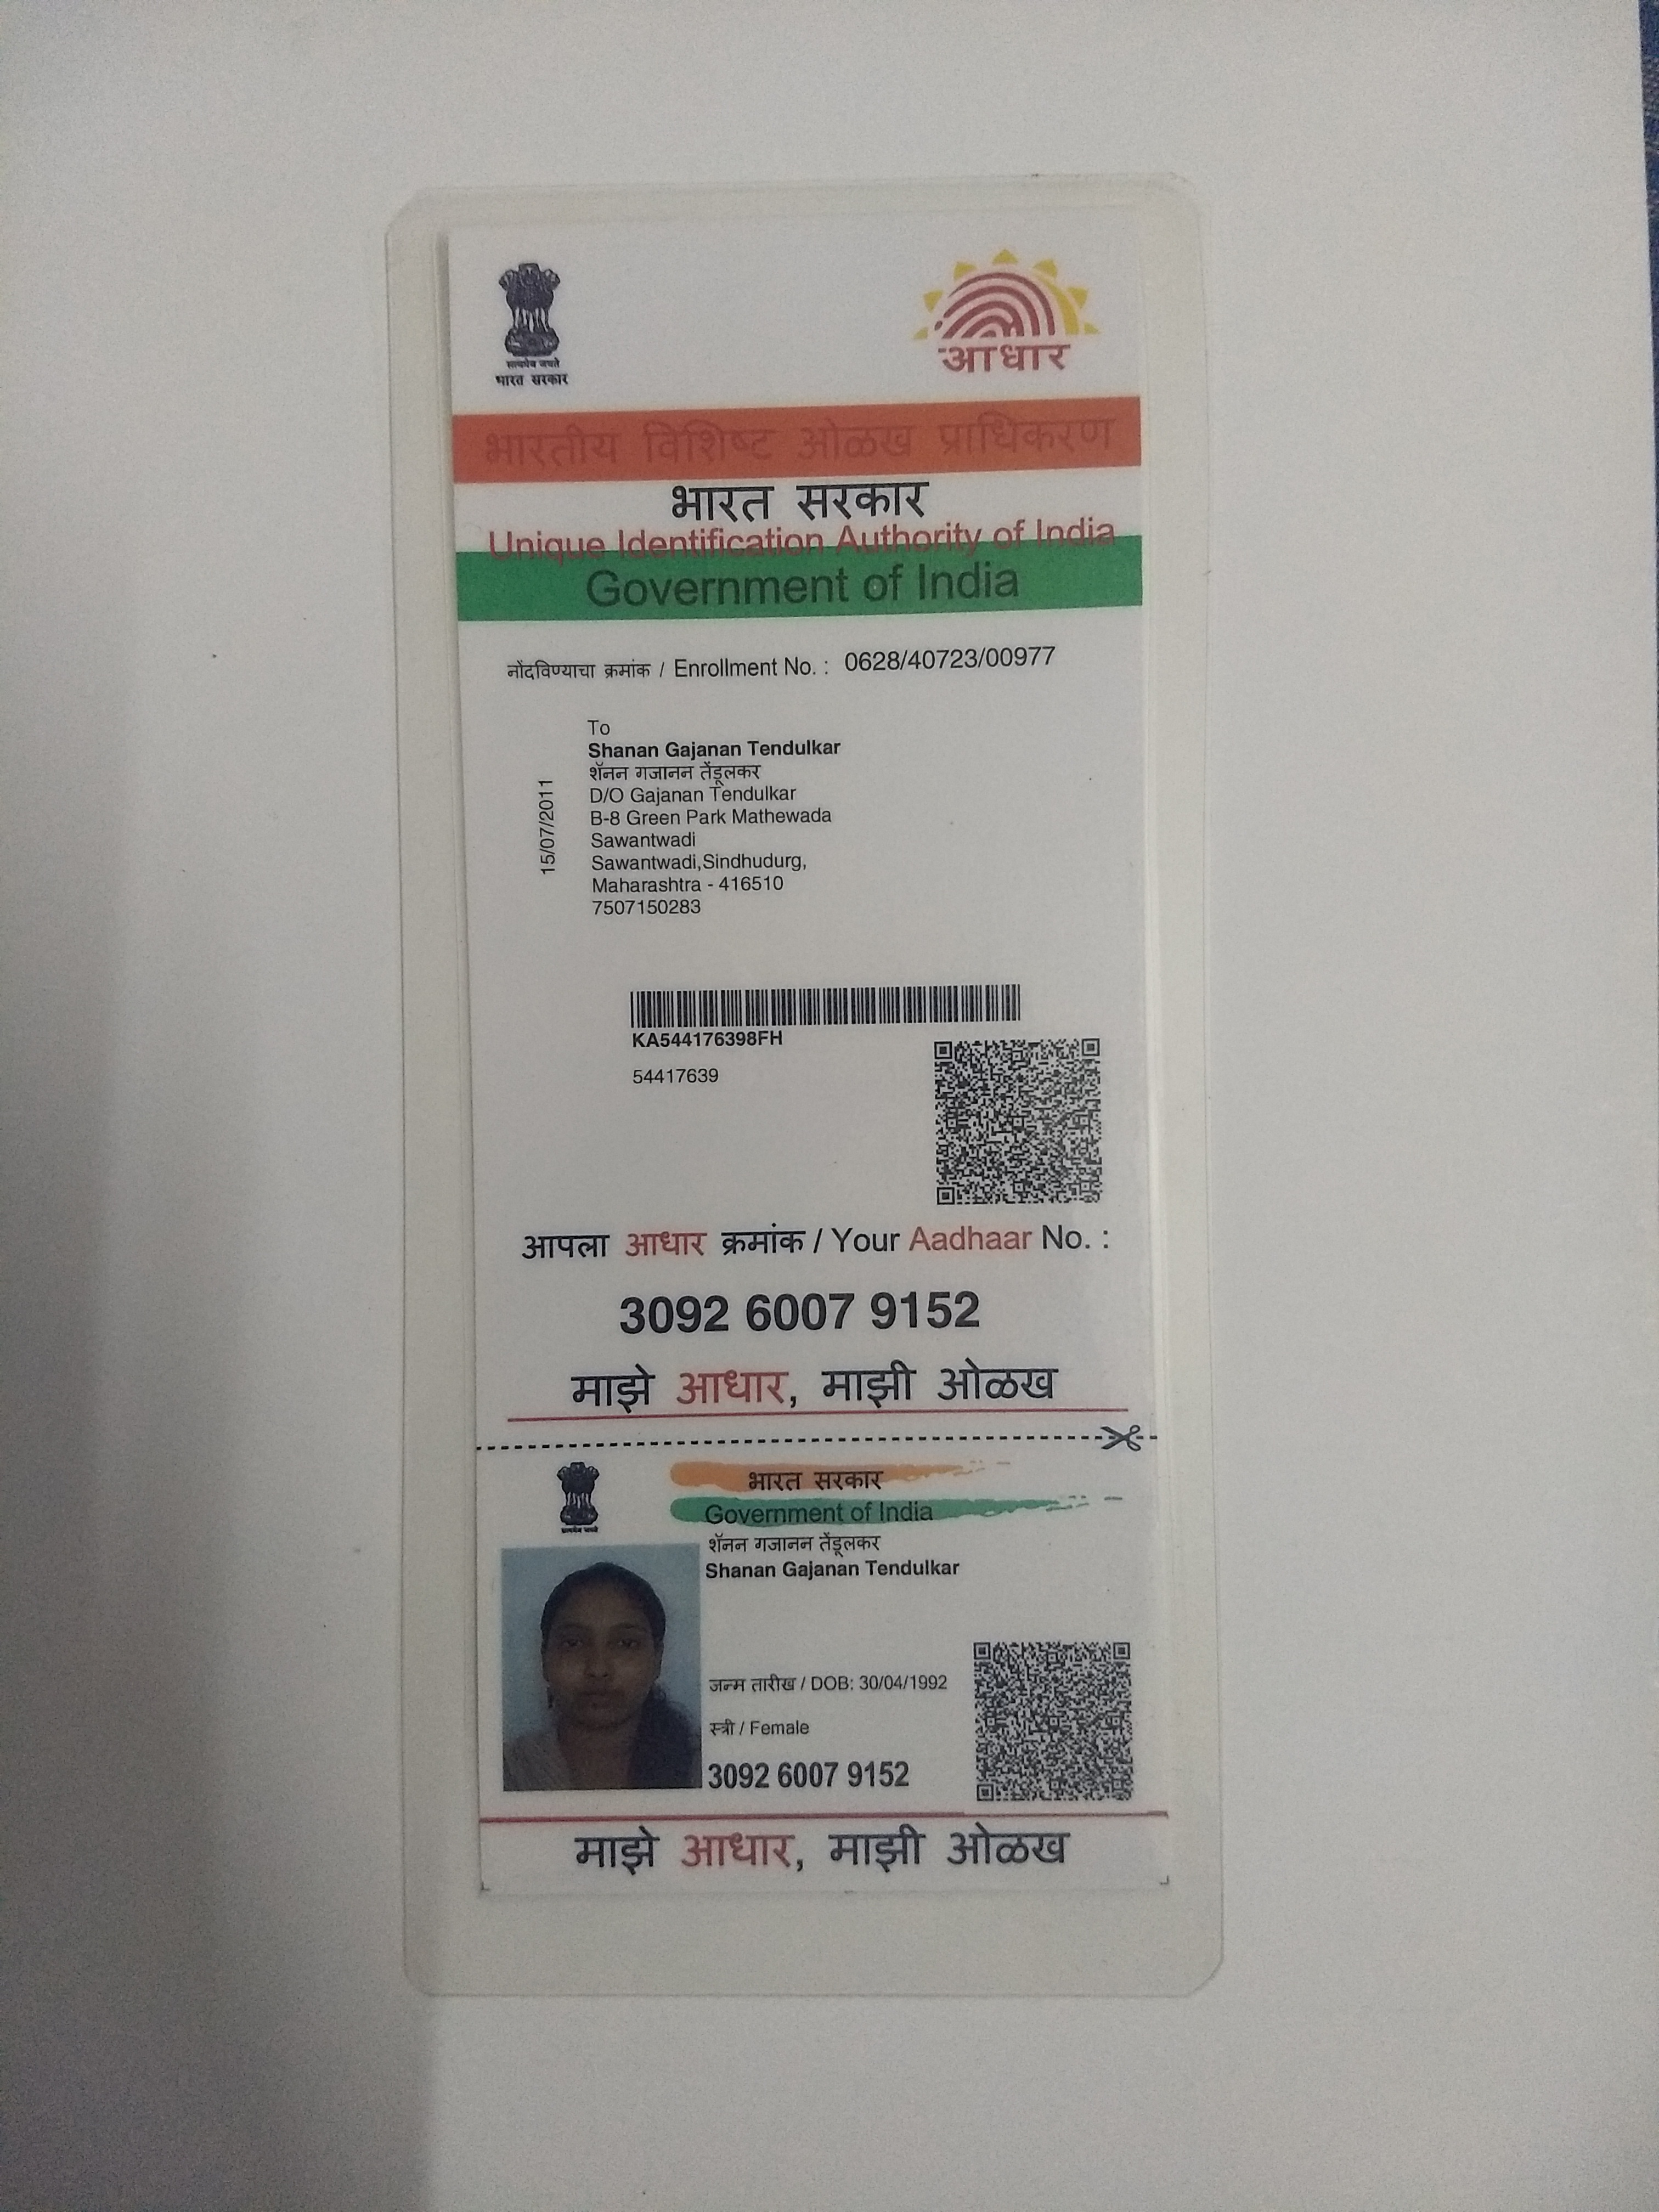 सत्यमेव जयते
भारत सरकार
आधार
भारतीय विशिष्ट ओळख प्राधिकरण
भारत सरकार
Unique Identification Authority of India
Government of India
नोंदविण्याचा क्रमांक / Enrollment No. : 0628/40723/00977
15/07/2011
To
Shanan Gajanan Tendulkar
शॅनन गजानन तेंडूलकर
D/O Gajanan Tendulkar
B-8 Green Park Mathewada
Sawantwadi
Sawantwadi,Sindhudurg,
Maharashtra - 416510
7507150283
KA544176398FH
54417639
आपला आधार क्रमांक / Your Aadhaar No. :
3092 6007 9152
माझे आधार, माझी ओळख
सत्यमेव जयते
भारत सरकार
Government of India
शॅनन गजानन तेंडूलकर
Shanan Gajanan Tendulkar
जन्म तारीख / DOB: 30/04/1992
स्त्री / Female
3092 6007 9152
माझे आधार, माझी ओळख